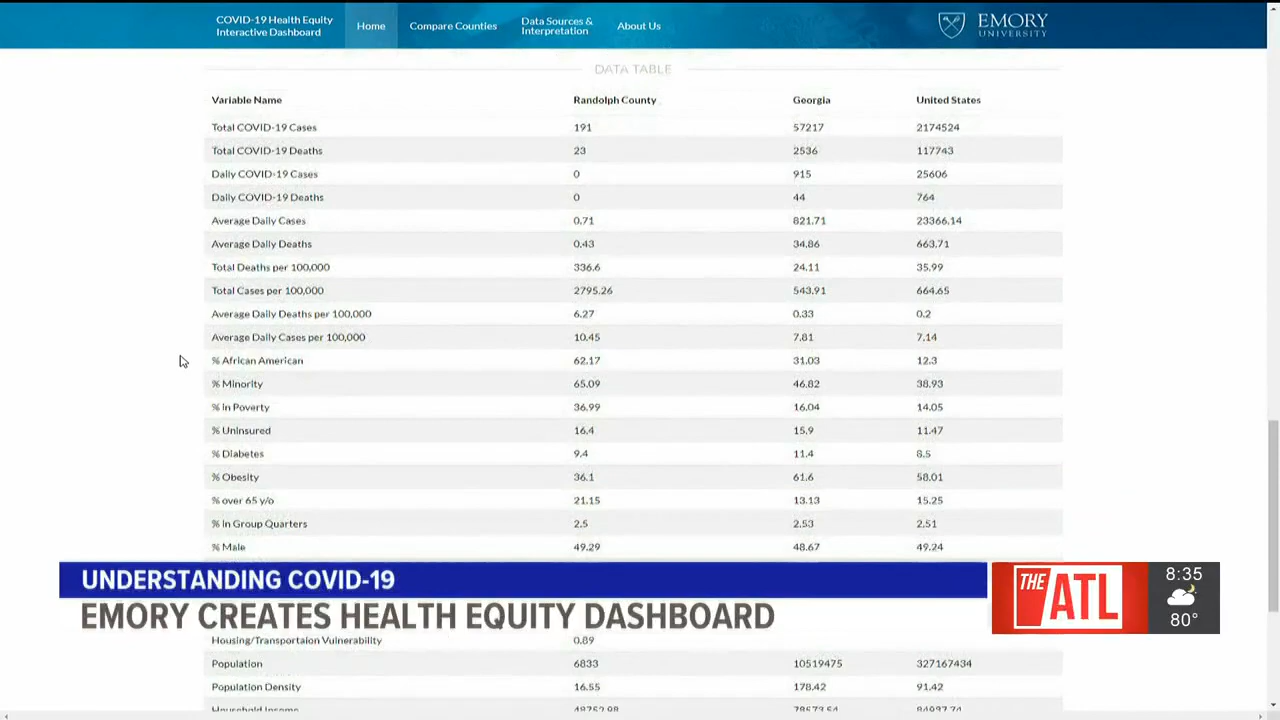 COVID-19 Health Equity
Interactive Dashboard
Home
Compare Counties
Data Sources &
Interpretation
About Us
EMORY
UNIVERSITY
DATA TABLE
Variable Name Randolph County Georgia United States
Total COVID-19 Cases 191 57217 2174524
Total COVID-19 Deaths 23 2536 117743
Daily COVID-19 Cases 0 915 25606
Daily COVID-19 Deaths 0 44 764
Average Daily Cases 0.71 821.71 23366.14
Average Daily Deaths 0.43 34.86 663.71
Total Deaths per 100,000 336.6 24.11 35.99
Total Cases per 100,000 2795.26 543.91 664.65
Average Daily Deaths per 100,000 6.27 0.33 0.2
Average Daily Cases per 100,000 10.45 7.81 7.14
% African American 62.17 31.03 12.3
% Minority 65.09 46.82 38.93
% In Poverty 36.99 16.04 14.05
% Uninsured 16.4 15.9 11.47
% Diabetes 9.4 11.4 8.5
% Obesity 36.1 61.6 58.01
% over 65 y/o 21.15 13.13 15.25
% In Group Quarters 2.5 2.53 2.51
% Male 49.29 48.67 49.24
UNDERSTANDING COVID-19
EMORY CREATES HEALTH EQUITY DASHBOARD
THE
ATL
8:35
80°
Housing/Transportaion Vulnerability 0.89
Population 6833 10519475 327167434
Population Density 16.55 178.42 91.42
Household Income